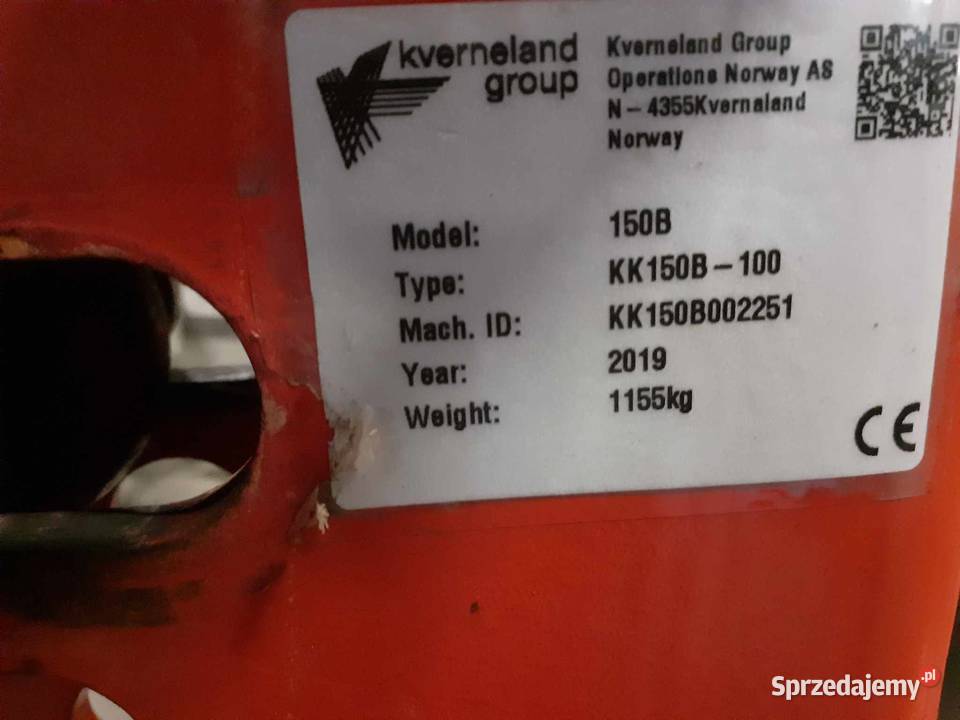 kverneland
group
Kverneland Group
Operations Norway AS
N - 4355Kvernaland
Norway
Model: 150B
Type: KK150B-100
Mach. ID: KK150B002251
Year: 2019
Weight: 1155kg
CE
Sprzedajemy.pl